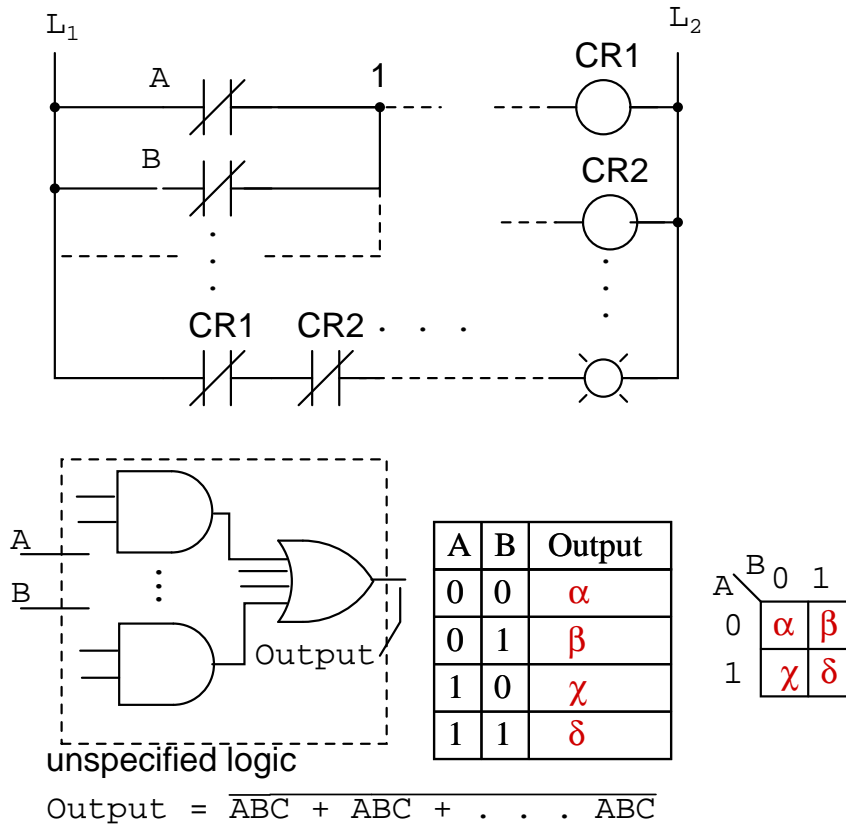 L₁ L₂
CR1
A 1
B
CR2
CR1 CR2 . . .
A B Output
A
B 0 1
A
0 0 α
0 α β
B
0 1 β
Output
1 χ δ
1 0 χ
1 1 δ
unspecified logic
Output = ABC + ABC + . . . ABC